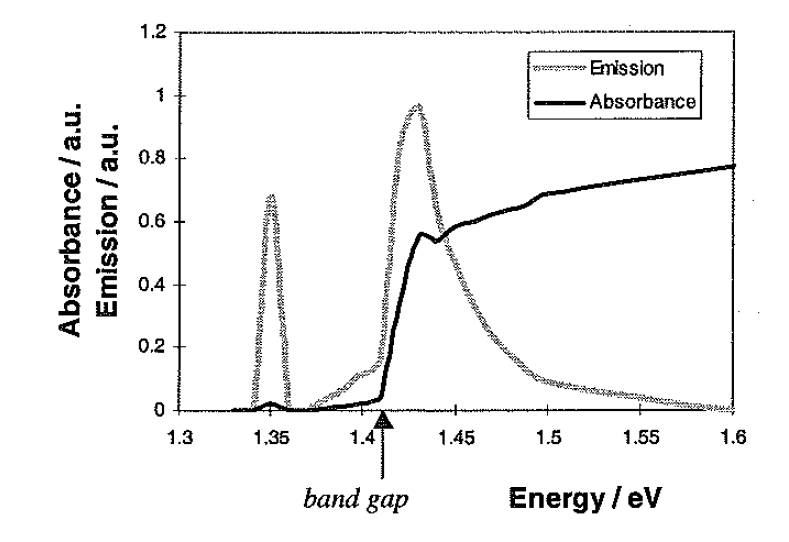 1.2
1
0.8
0.6
0.4
0.2
0
Absorbance / a.u.
Emission / a.u.
Emission
Absorbance
1.3
1.35
1.4
1.45
1.5
1.55
1.6
band gap
Energy / eV